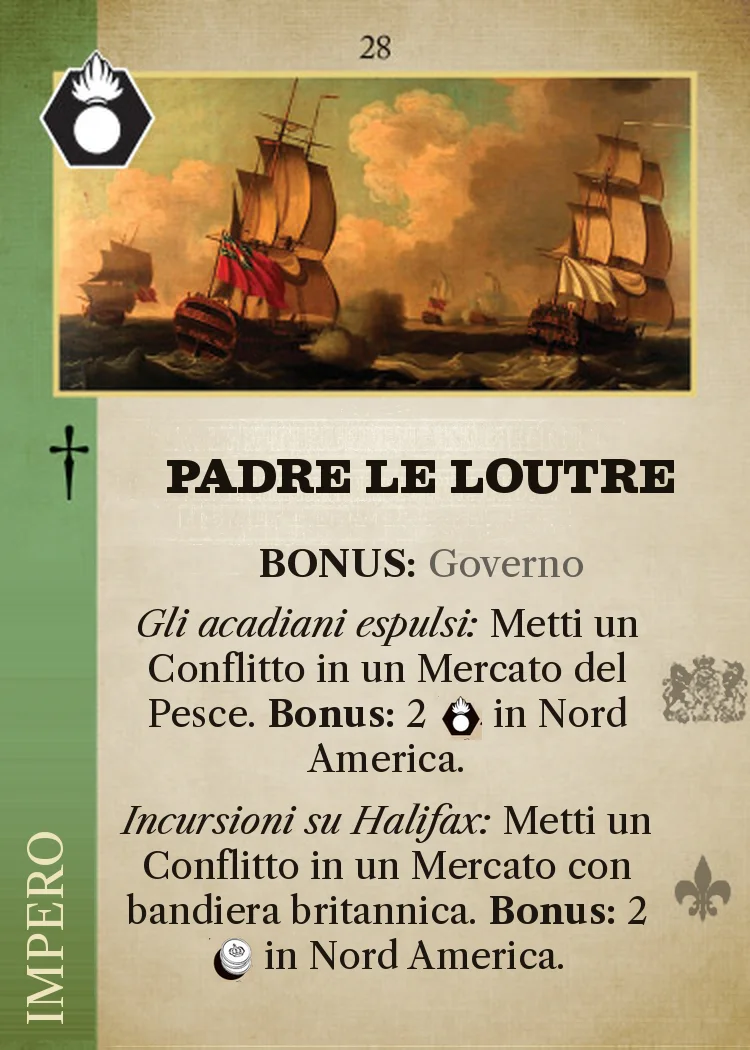 28
PADRE LE LOUTRE
BONUS: Governo
Gli acadiani espulsi: Metti un
Conflitto in un Mercato del
Pesce. Bonus: 2 in Nord
America.
Incursioni su Halifax: Metti un
Conflitto in un Mercato con
bandiera britannica. Bonus: 2
in Nord America.
IMPERO